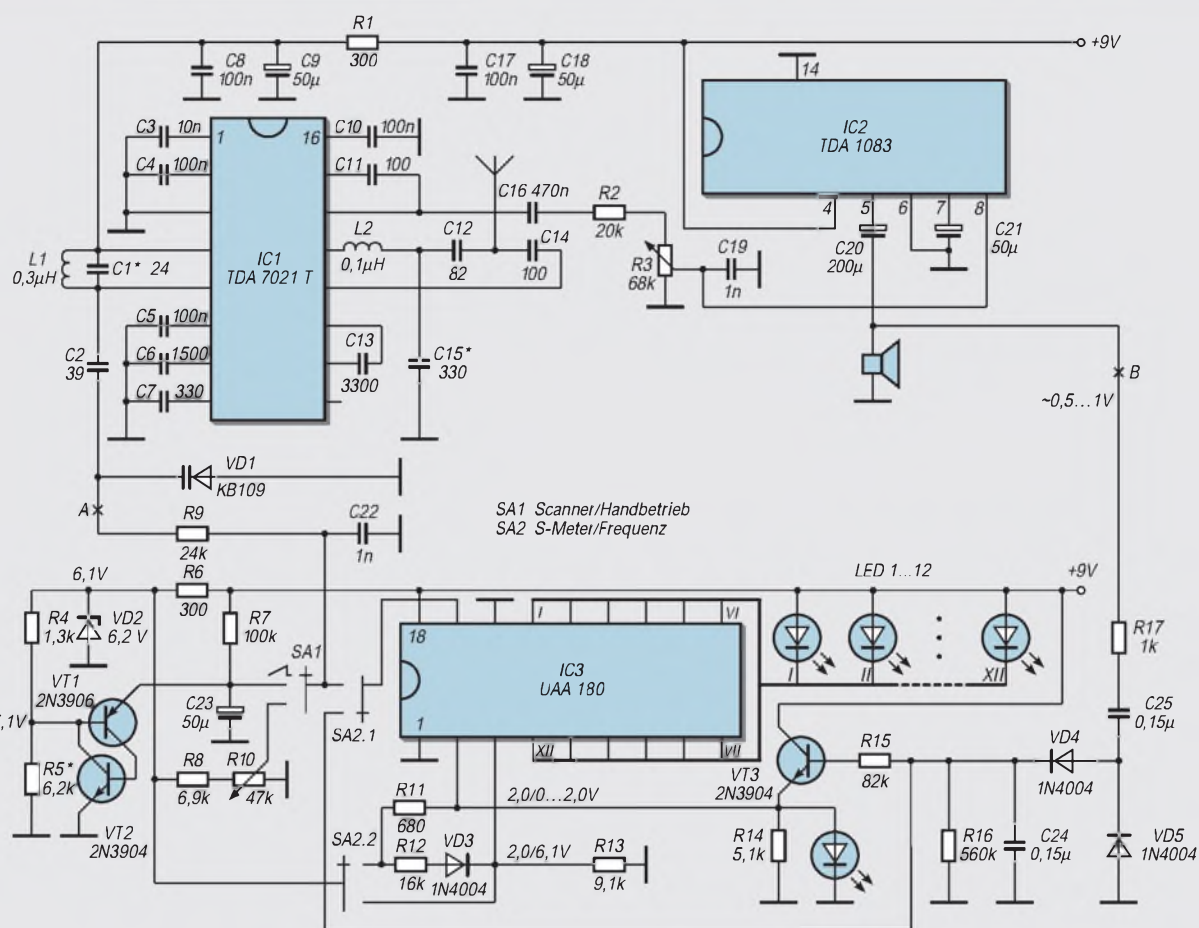 R1
300
+9V
C8
100n
C9
50µ
C17
100n
C18
50µ
14
IC2
TDA 1083
4
5
6
7
8
C20
200µ
C21
50µ
C3 10n
C4 100n
1
16
C10 100n
C11 100
IC1
TDA 7021 T
L1
0,3µH
C1* 24
C2
39
C5 100n
C6 1500
C7 330
L2
0,1µH
C12
82
C16 470n
C14
100
R2
20k
R3
68k
C19
1n
C13
3300
C15*
330
B
~0,5...1V
VD1
KB109
A
R9
24k
C22
1n
SA1 Scanner/Handbetrieb
SA2 S-Meter/Frequenz
6,1V
R6
300
LED 1...12
+9V
R4
1,3k
VD2
6,2 V
R7
100k
SA1
18
I
VI
IC3
UAA 180
1
XII
VII
I
II
XII
R17
1k
VT1
2N3906
,1V
C23
50µ
SA2.1
R5*
6,2k
R8
6,9k
R10
47k
VT2
2N3904
C25
0,15µ
VD4
1N4004
VT3
2N3904
R15
82k
R11
680
2,0/0...2,0V
SA2.2
R12
16k
VD3
1N4004
2,0/6,1V
R13
9,1k
R14
5,1k
R16
560k
C24
0,15µ
VD5
1N4004